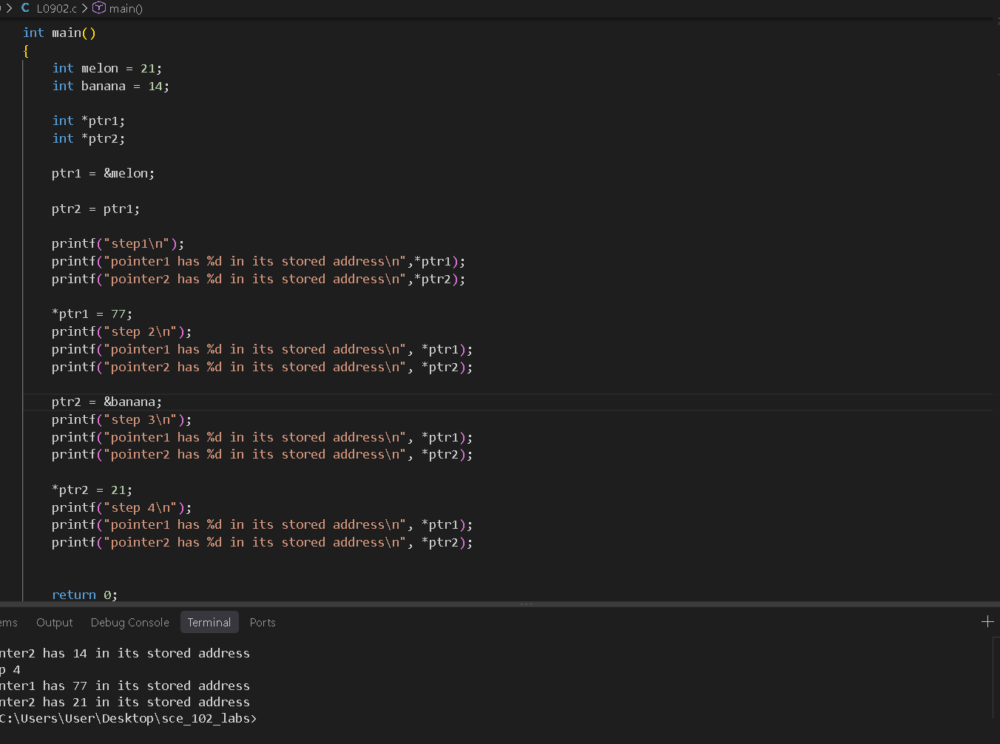 L0902.c > main()
int main()
{
int melon = 21;
int banana = 14;
int *ptr1;
int *ptr2;
ptr1 = &melon;
ptr2 = ptr1;
printf("step1\n");
printf("pointer1 has %d in its stored address\n",*ptr1);
printf("pointer2 has %d in its stored address\n",*ptr2);
*ptr1 = 77;
printf("step 2\n");
printf("pointer1 has %d in its stored address\n", *ptr1);
printf("pointer2 has %d in its stored address\n", *ptr2);
ptr2 = &banana;
printf("step 3\n");
printf("pointer1 has %d in its stored address\n", *ptr1);
printf("pointer2 has %d in its stored address\n", *ptr2);
*ptr2 = 21;
printf("step 4\n");
printf("pointer1 has %d in its stored address\n", *ptr1);
printf("pointer2 has %d in its stored address\n", *ptr2);
return 0;
ems Output Debug Console Terminal Ports
nter2 has 14 in its stored address
p 4
nter1 has 77 in its stored address
nter2 has 21 in its stored address
C:\Users\User\Desktop\sce_102_labs>